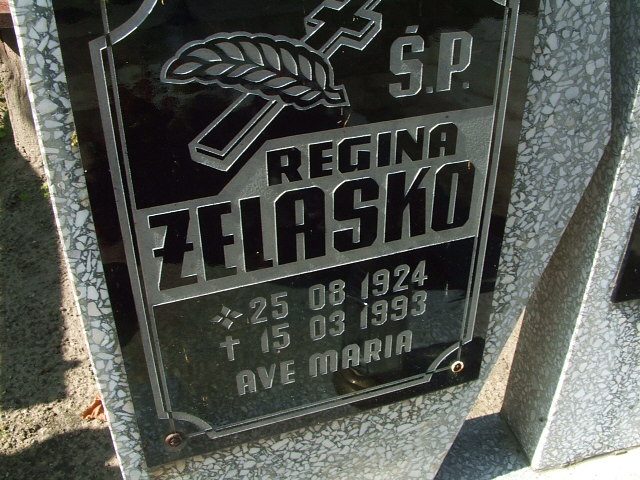 Ś.P.
REGINA
ŻELASKO
25 08 1924
† 15 03 1993
AVE MARIA